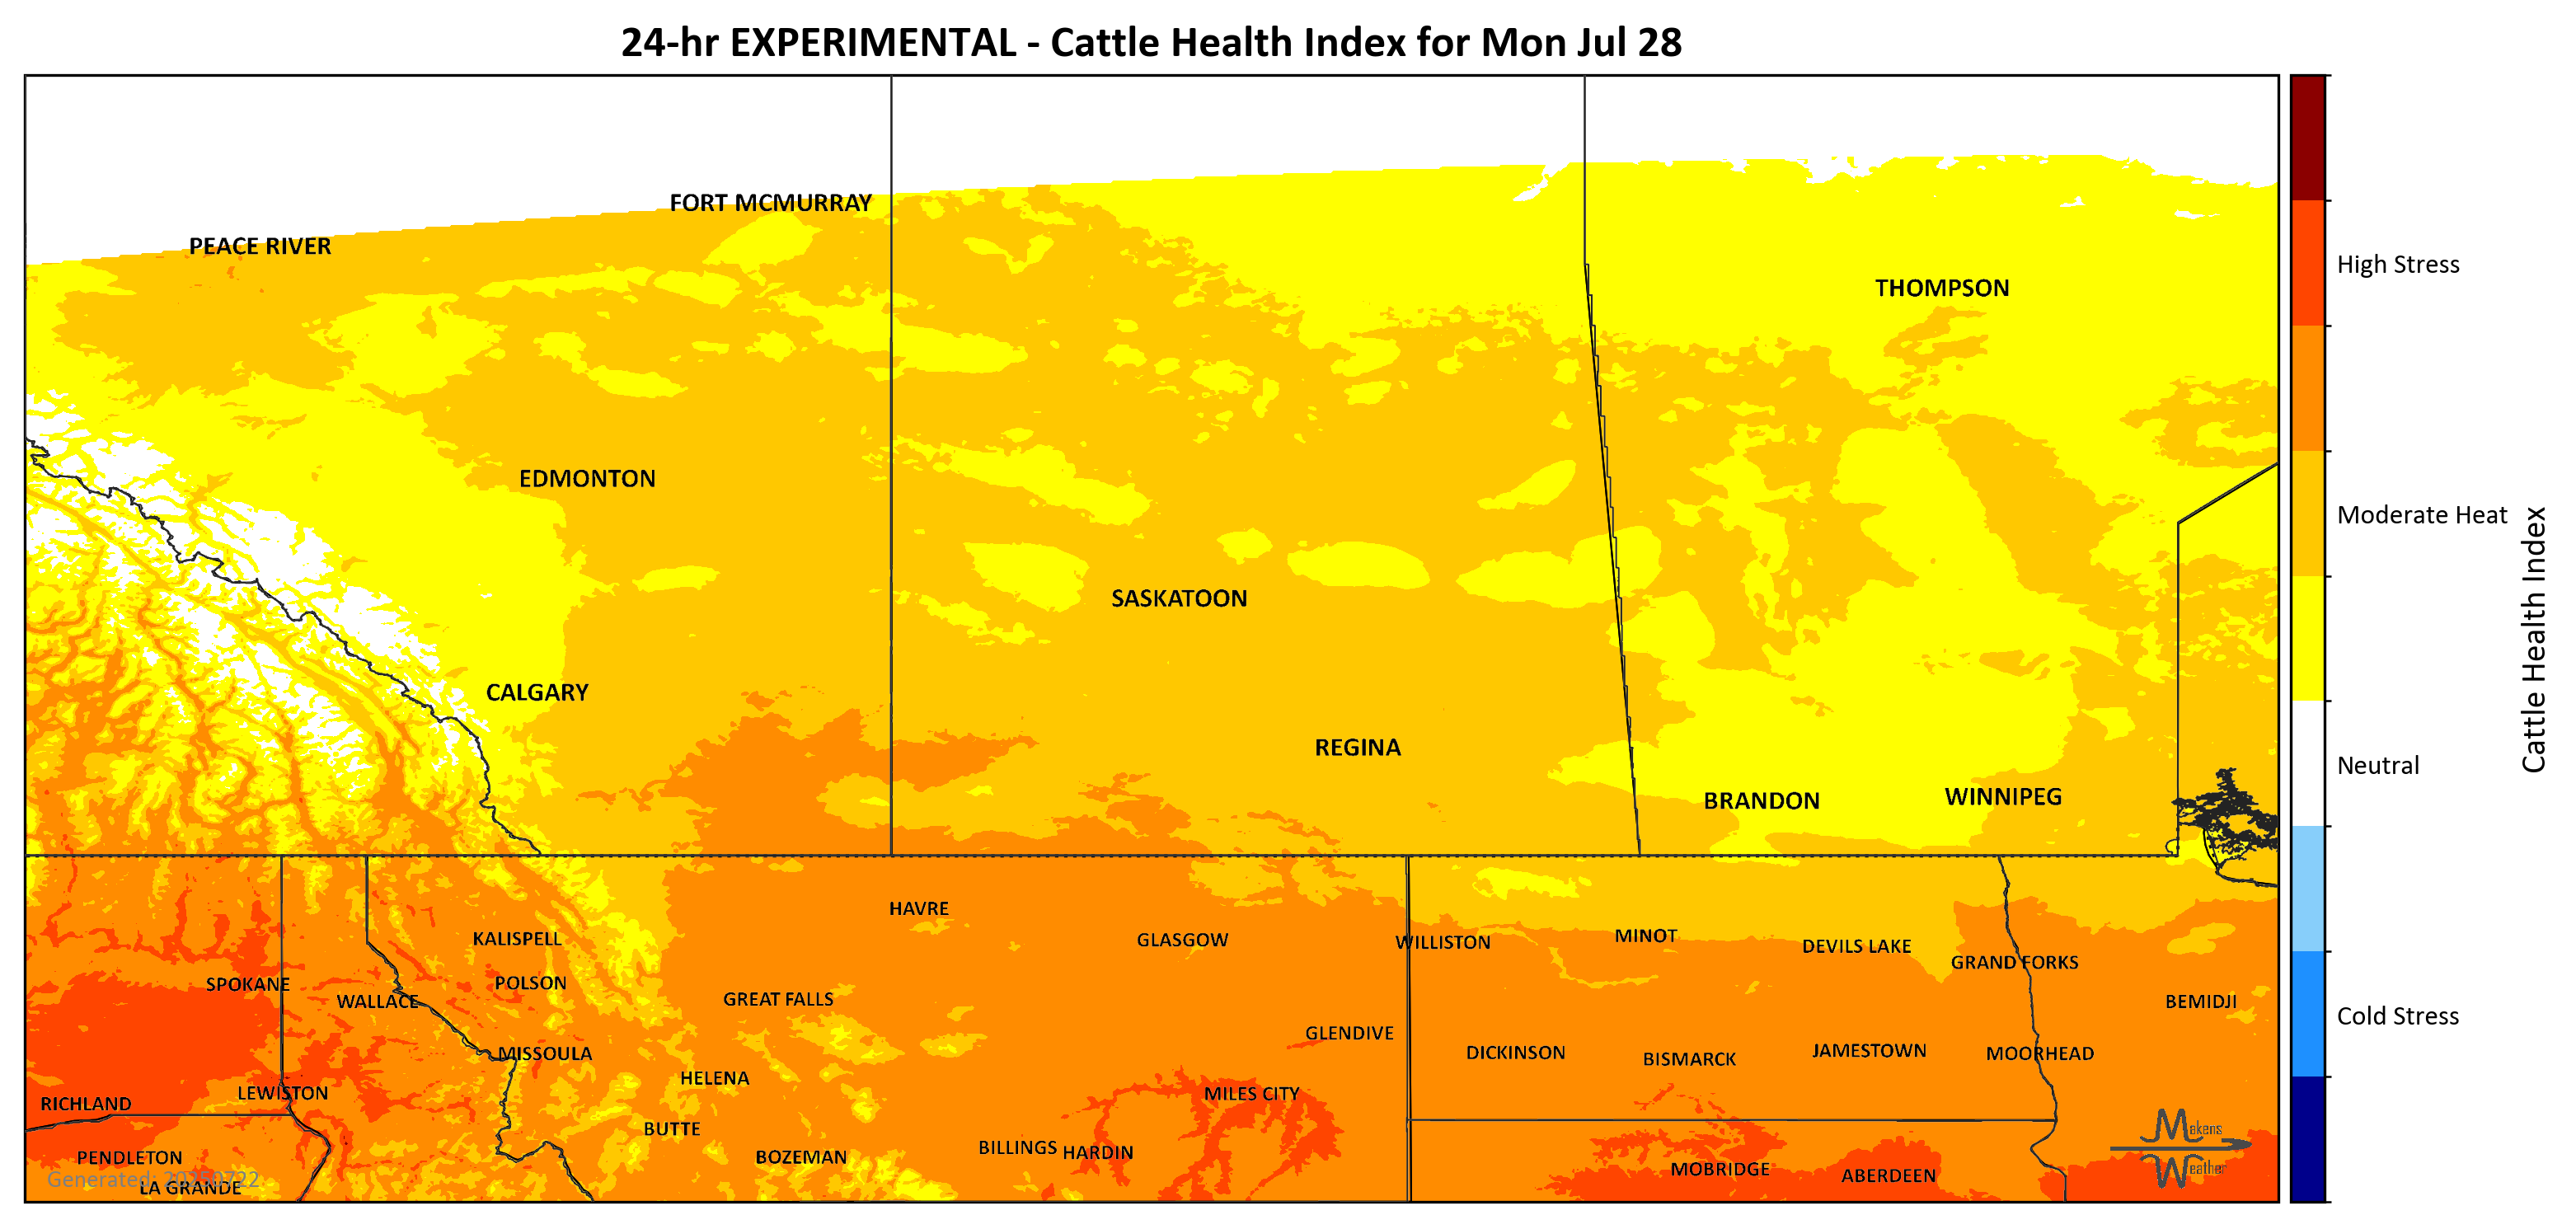 24-hr EXPERIMENTAL - Cattle Health Index for Mon Jul 28
FORT MCMURRAY
PEACE RIVER
THOMPSON
EDMONTON
SASKATOON
CALGARY
REGINA
BRANDON
WINNIPEG
HAVRE
KALISPELL
GLASGOW
WILLISTON
MINOT
DEVILS LAKE
GRAND FORKS
SPOKANE
POLSON
WALLACE
GREAT FALLS
BEMIDJI
GLENDIVE
MISSOULA
DICKINSON
BISMARCK
JAMESTOWN
MOORHEAD
HELENA
LEWISTON
MILES CITY
RICHLAND
BUTTE
BILLINGS
HARDIN
PENDLETON
BOZEMAN
MOBRIDGE
ABERDEEN
Generated: 20250722
LA GRANDE
Makens
Weather
High Stress
Moderate Heat
Neutral
Cold Stress
Cattle Health Index